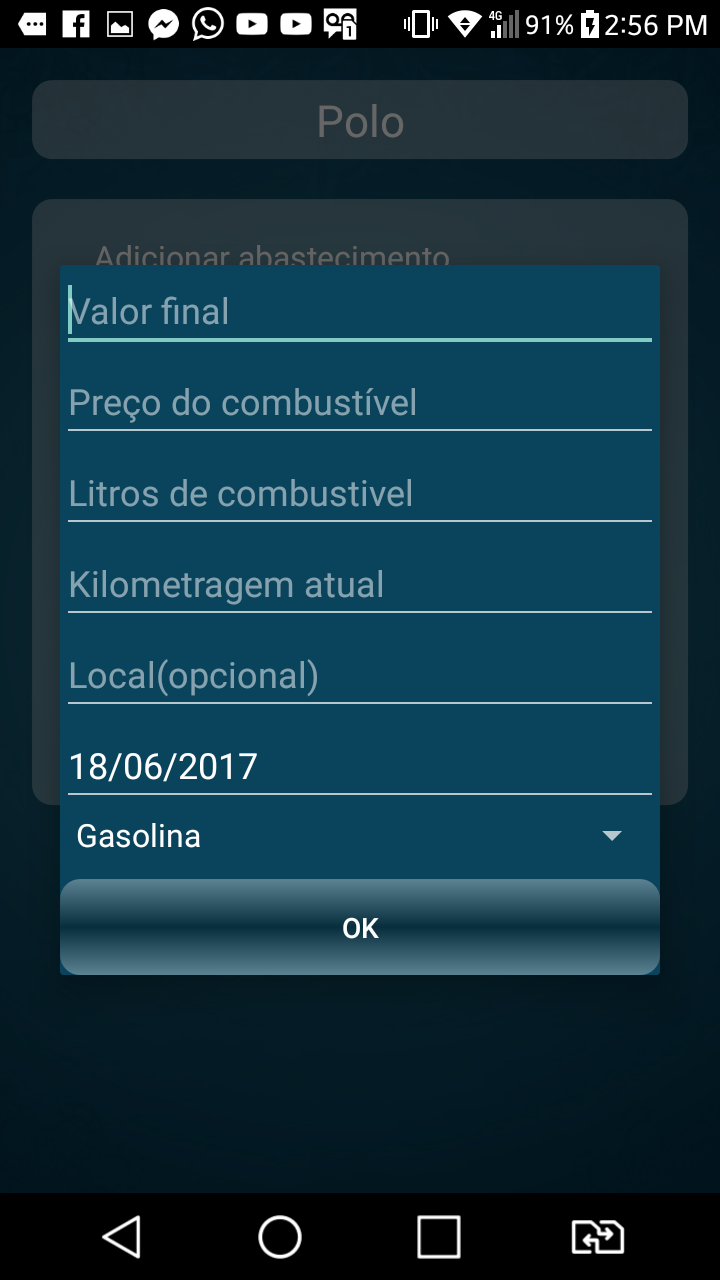 4G 91% 2:56 PM
Polo
Adicionar abastecimento
Valor final
Preço do combustível
Litros de combustivel
Kilometragem atual
Local(opcional)
18/06/2017
Gasolina
OK